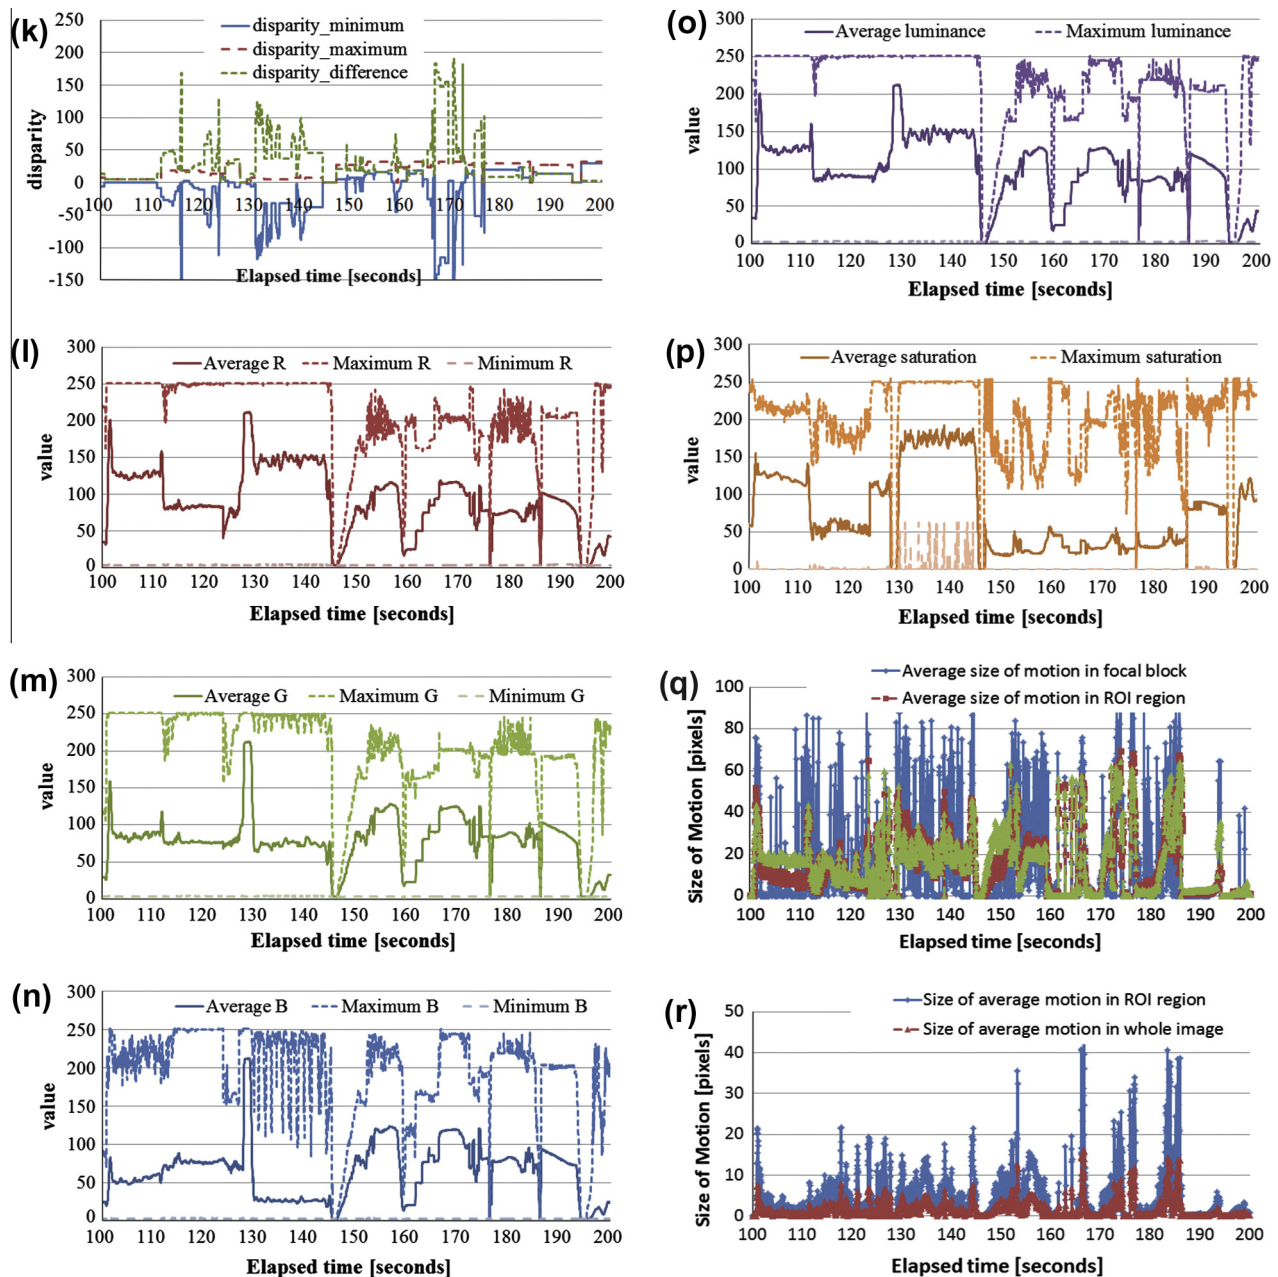 (k)
250
200
150
100
50
0
-50
-100
-150
disparity
disparity_minimum
disparity_maximum
disparity_difference
100 110 120 130 140 150 160 170 180 190 200
Elapsed time [seconds]
(o)
300
250
200
150
100
50
0
value
Average luminance Maximum luminance
100 110 120 130 140 150 160 170 180 190 200
Elapsed time [seconds]
(l)
300
250
200
150
100
50
0
value
Average R Maximum R Minimum R
100 110 120 130 140 150 160 170 180 190 200
Elapsed time [seconds]
(p)
300
250
200
150
100
50
0
value
Average saturation Maximum saturation
100 110 120 130 140 150 160 170 180 190 200
Elapsed time [seconds]
(m)
300
250
200
150
100
50
0
value
Average G Maximum G Minimum G
100 110 120 130 140 150 160 170 180 190 200
Elapsed time [seconds]
(q)
100
80
60
40
20
0
Size of Motion [pixels]
Average size of motion in focal block
Average size of motion in ROI region
100 110 120 130 140 150 160 170 180 190 200
Elapsed time [seconds]
(n)
300
250
200
150
100
50
0
value
Average B Maximum B Minimum B
100 110 120 130 140 150 160 170 180 190 200
Elapsed time [seconds]
(r)
50
40
30
20
10
0
Size of Motion [pixels]
Size of average motion in ROI region
Size of average motion in whole image
100 110 120 130 140 150 160 170 180 190 200
Elapsed time [seconds]